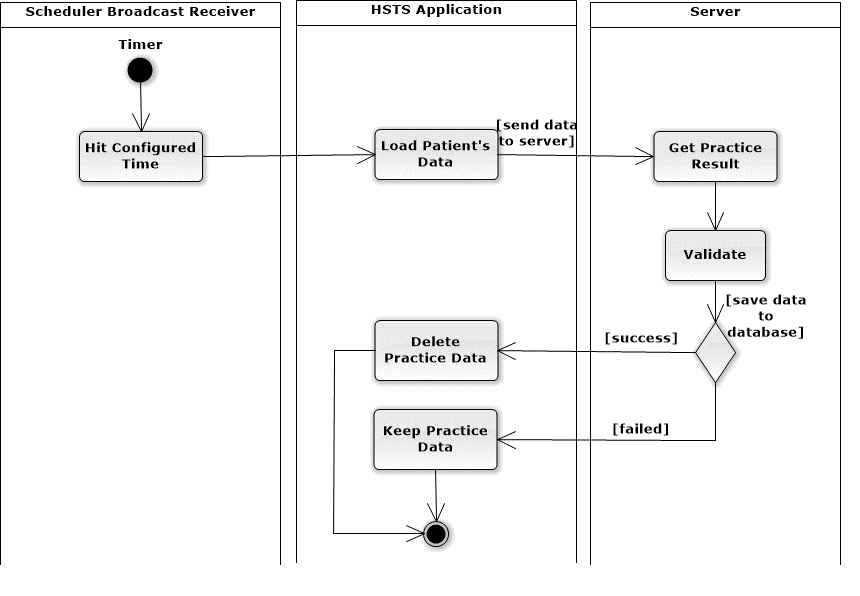 Scheduler Broadcast Receiver
HSTS Application
Server
Timer
Hit Configured
Time
Load Patient's
Data
[send data
to server]
Get Practice
Result
Validate
[save data
to
database]
[success]
Delete
Practice Data
[failed]
Keep Practice
Data